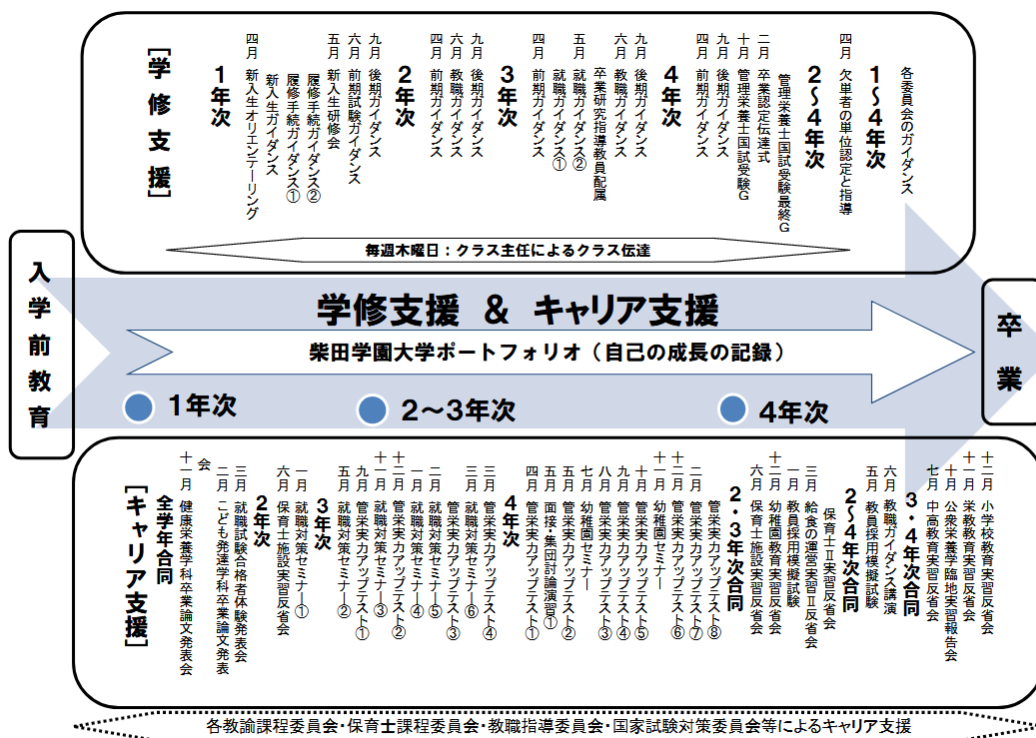 [学修支援]
1年次
四月 新入生オリエンテーリング
新入生ガイダンス
履修手続ガイダンス①
履修手続ガイダンス②
五月 新入生研修会
六月 前期試験ガイダンス
九月 後期ガイダンス
2年次
四月 前期ガイダンス
六月 教職ガイダンス
九月 後期ガイダンス
3年次
四月 前期ガイダンス
就職ガイダンス①
五月 就職ガイダンス②
卒業研究指導教員配属
六月 教職ガイダンス
九月 後期ガイダンス
4年次
四月 前期ガイダンス
九月 後期ガイダンス
十月 管理栄養士国試受験G
二月 卒業認定伝達式
管理栄養士国試受験最終G
2～4年次
四月 欠単者の単位認定と指導
1～4年次
各委員会のガイダンス
毎週木曜日：クラス主任によるクラス伝達
入学前教育
学修支援 ＆ キャリア支援
柴田学園大学ポートフォリオ（自己の成長の記録）
1年次
2～3年次
4年次
卒業
[キャリア支援]
全学年合同
十一月 健康栄養学科卒業論文発表会
二月 こども発達学科卒業論文発表
会
三月 就職試験合格者体験発表会
2年次
六月 保育士施設実習反省会
一月 就職対策セミナー①
3年次
五月 就職対策セミナー②
九月 管栄実力アップテスト①
十一月 就職対策セミナー③
十二月 管栄実力アップテスト②
一月 就職対策セミナー④
二月 就職対策セミナー⑤
管栄実力アップテスト③
三月 就職対策セミナー⑥
三月 管栄実力アップテスト④
4年次
四月 管栄実力アップテスト①
五月 面接・集団討論演習①
五月 管栄実力アップテスト②
七月 幼稚園セミナー
八月 管栄実力アップテスト③
九月 管栄実力アップテスト④
十月 管栄実力アップテスト⑤
十一月 幼稚園セミナー
十二月 管栄実力アップテスト⑥
二月 管栄実力アップテスト⑦
管栄実力アップテスト⑧
2・3年次合同
六月 保育士施設実習反省会
十二月 幼稚園教育実習反省会
一月 教員採用模擬試験
三月 給食の運営実習Ⅱ反省会
保育士Ⅱ実習反省会
2～4年次合同
五月 教員採用模擬試験
六月 教職ガイダンス講演
3・4年次合同
七月 中高教育実習反省会
十月 公衆栄養学臨地実習報告会
十一月 栄教教育実習反省会
十二月 小学校教育実習反省会
各教諭課程委員会・保育士課程委員会・教職指導委員会・国家試験対策委員会等によるキャリア支援